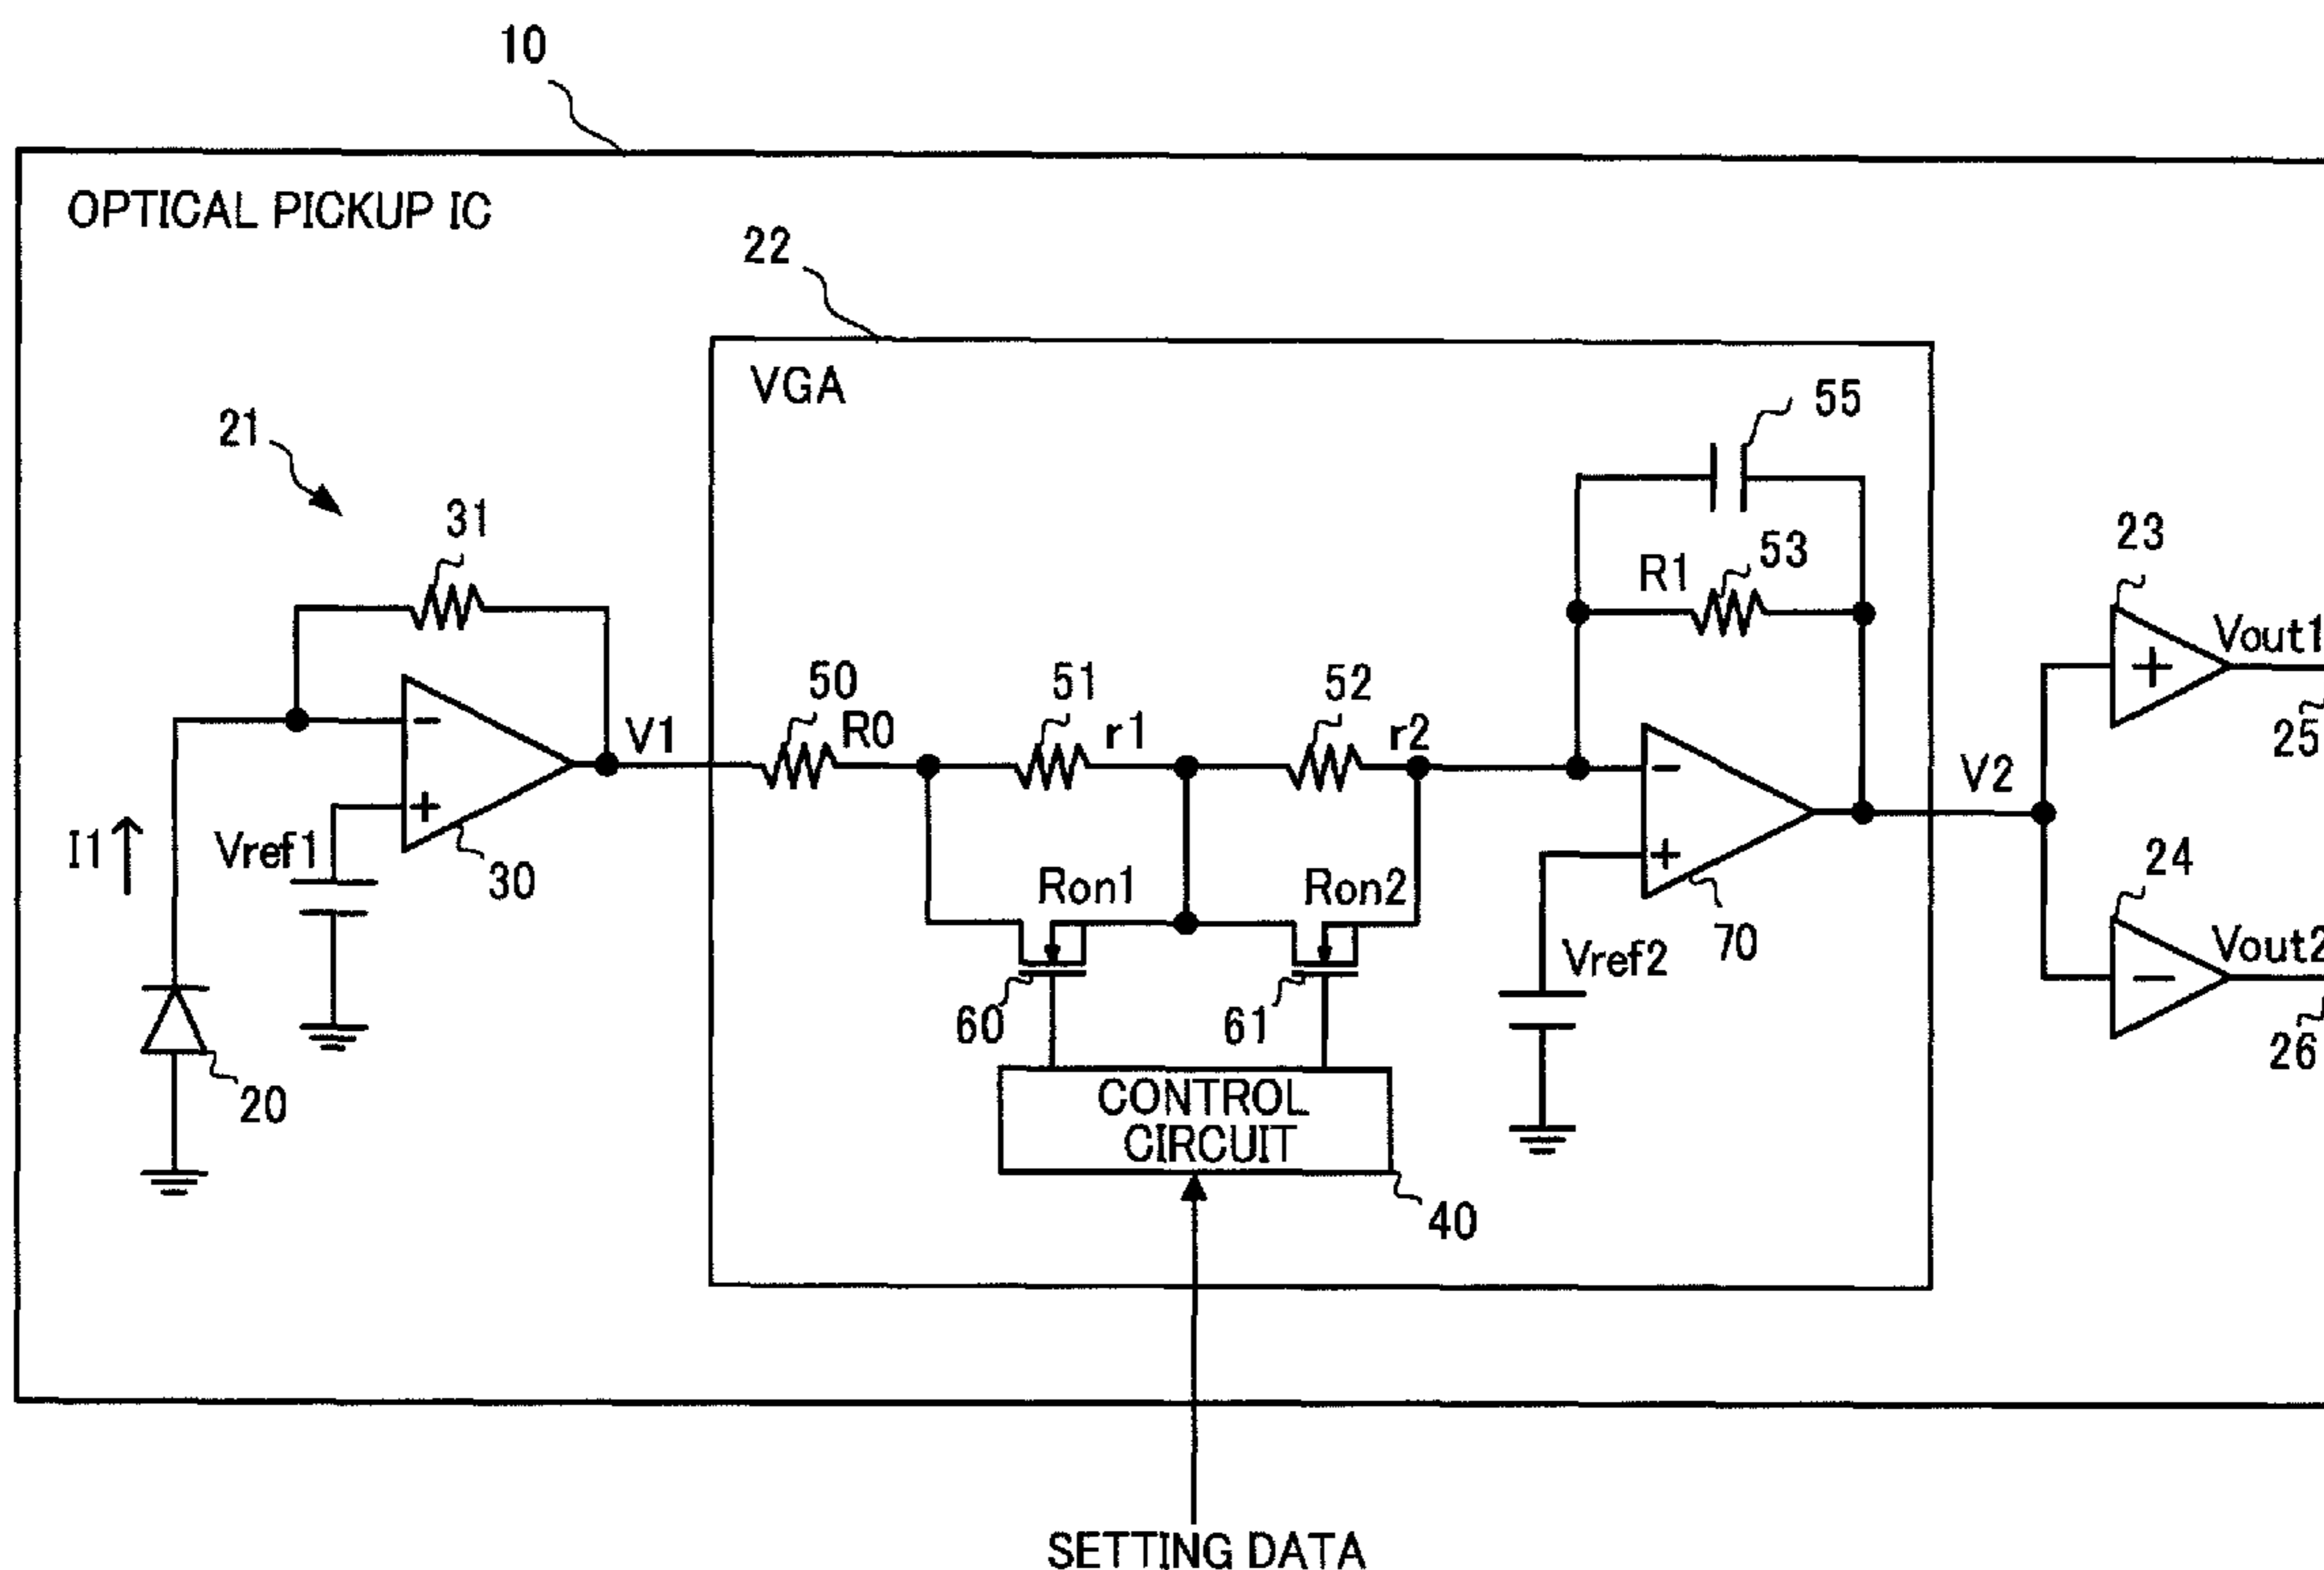 10
OPTICAL PICKUP IC
22
VGA
55
21
31
23
R1
53
Vout1
50
R0
51
r1
52
r2
V1
25
V2
-
-
+
+
+
-
I1
Vref1
30
Ron1
Ron2
24
70
Vref2
Vout2
60
61
26
20
CONTROL
CIRCUIT
40
SETTING DATA